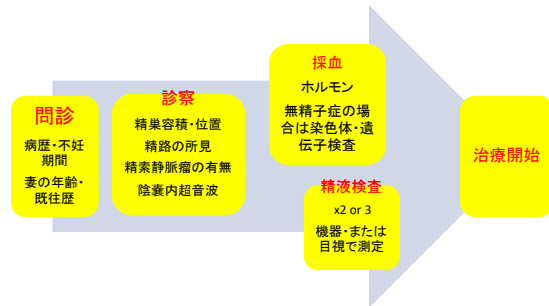 問診
病歴・不妊
期間
妻の年齢・
既往歴
診察
精巣容積・位置
精路の所見
精索静脈瘤の有無
陰嚢内超音波
採血
ホルモン
無精子症の場
合は染色体・遺
伝子検査
精液検査
x2 or 3
機器・または
目視で測定
治療開始